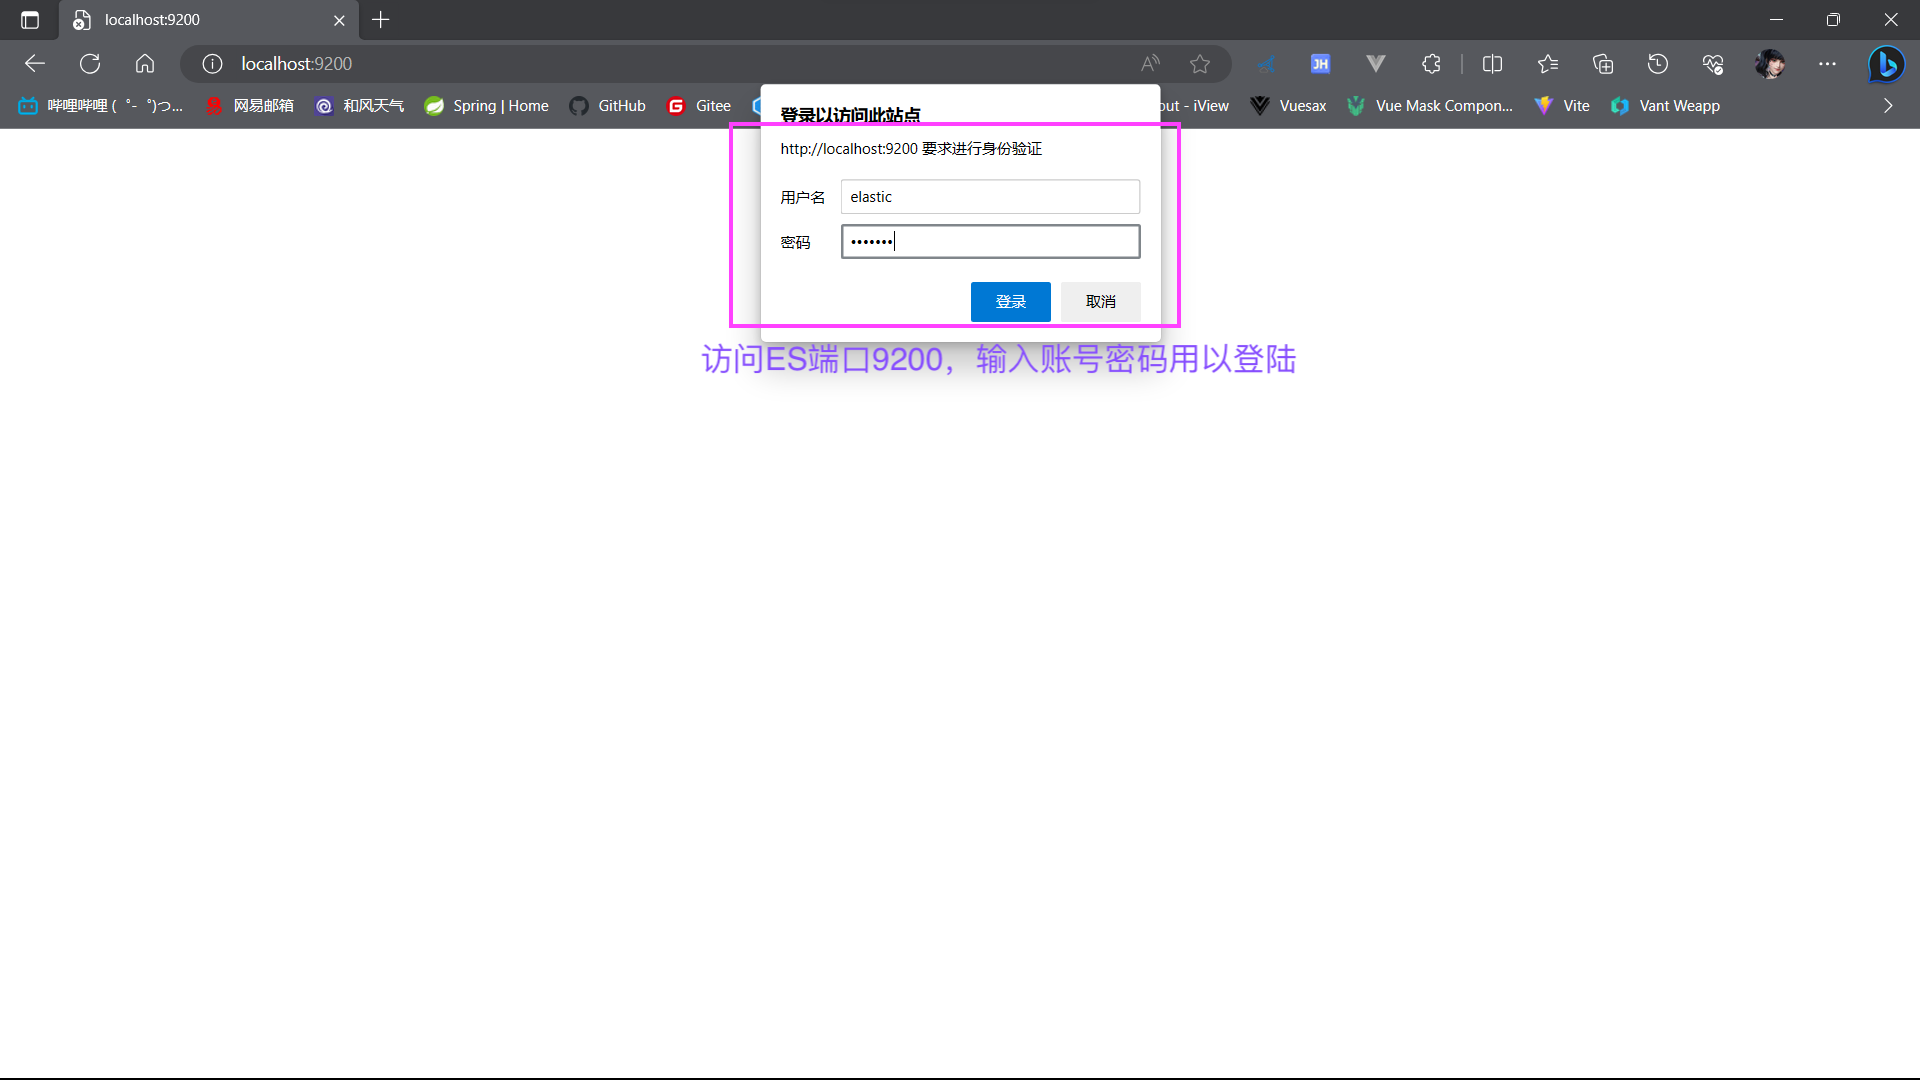 localhost:9200
localhost:9200
哔哩哔哩 (゜-゜)つ...
网易邮箱
和风天气
Spring | Home
GitHub
Gitee
out - iView
Vuesax
Vue Mask Compon...
Vite
Vant Weapp
登录以访问此站点
http://localhost:9200 要求进行身份验证
用户名
elastic
密码
•••••••
登录
取消
访问ES端口9200，输入账号密码用以登陆
JH